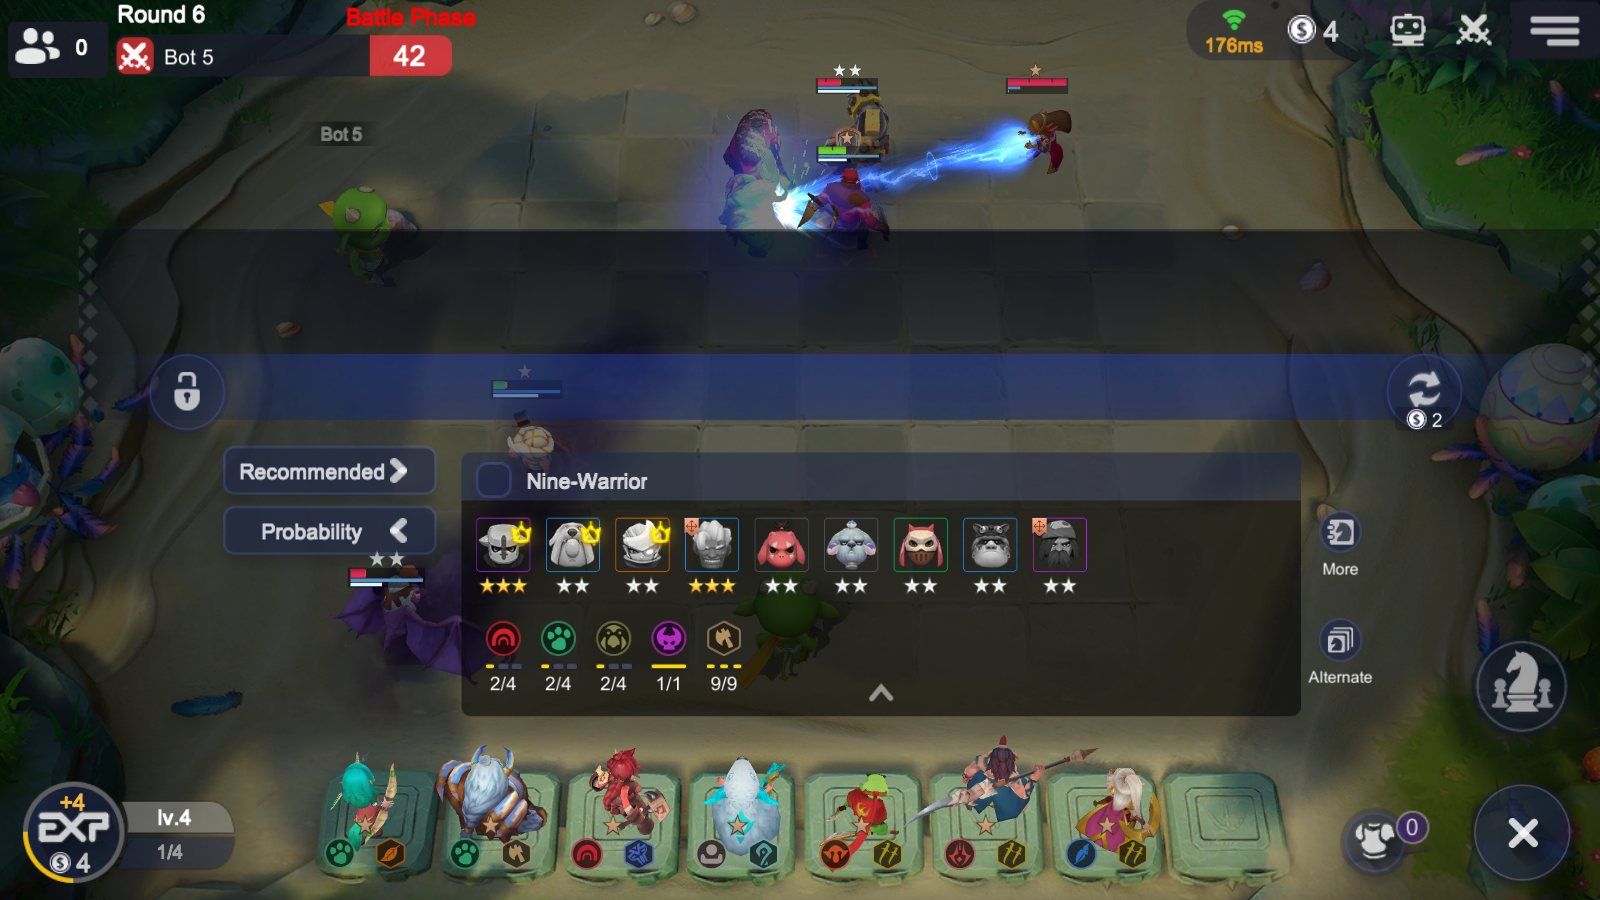 Round 6
Battle Phase
0
Bot 5
42
176ms
4
Bot 5
2
Recommended
Nine-Warrior
Probability
More
2/4
2/4
2/4
1/1
9/9
Alternate
+4
EXP
4
lv.4
1/4
0